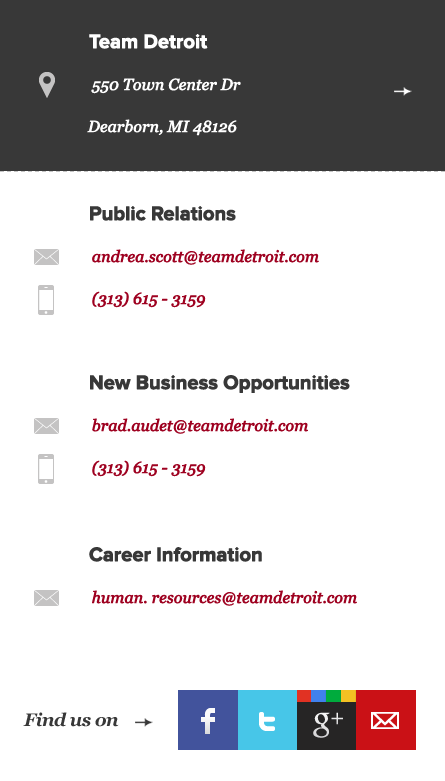 Team Detroit
550 Town Center Dr
Dearborn, MI 48126
Public Relations
andrea.scott@teamdetroit.com
(313) 615 - 3159
New Business Opportunities
brad.audet@teamdetroit.com
(313) 615 - 3159
Career Information
human. resources@teamdetroit.com
Find us on
f t g+